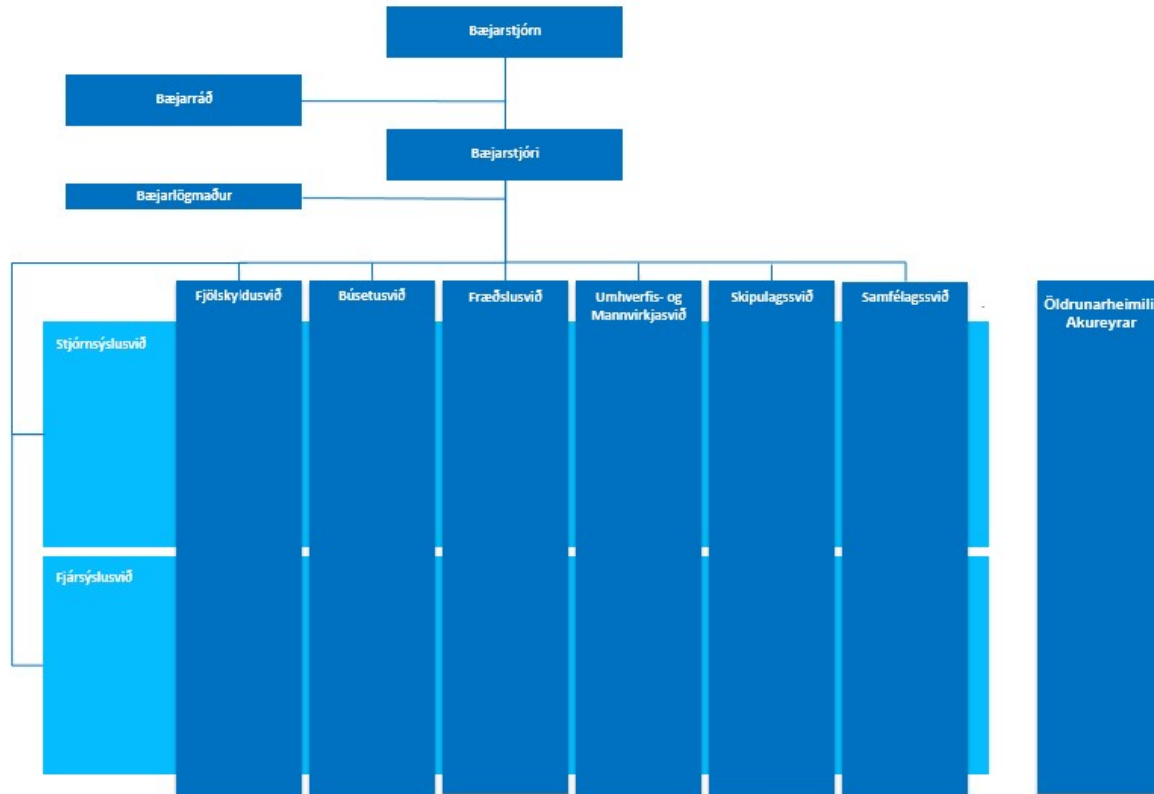 Bæjarstjórn
Bæjarráð
Bæjarstjóri
Bæjarlögmaður
Fjölskyldusvið
Búsetusvið
Fræðslusvið
Umhverfis- og
Mannvirkjasvið
Skipulagssvið
Samfélagssvið
Öldrunarheimili
Akureyrar
Stjórnsýslusvið
Fjársýslusvið